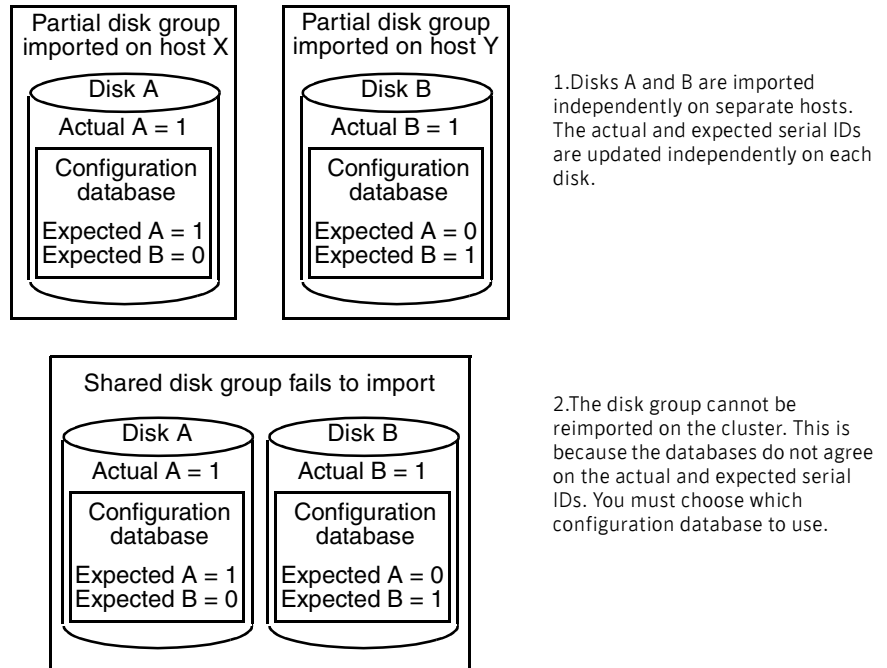 Partial disk group
imported on host X
Disk A
Actual A = 1
Configuration
database
Expected A = 1
Expected B = 0
Partial disk group
imported on host Y
Disk B
Actual B = 1
Configuration
database
Expected A = 0
Expected B = 1
1.Disks A and B are imported
independently on separate hosts.
The actual and expected serial IDs
are updated independently on each
disk.
Shared disk group fails to import
Disk A
Actual A = 1
Configuration
database
Expected A = 1
Expected B = 0
Disk B
Actual B = 1
Configuration
database
Expected A = 0
Expected B = 1
2.The disk group cannot be
reimported on the cluster. This is
because the databases do not agree
on the actual and expected serial
IDs. You must choose which
configuration database to use.